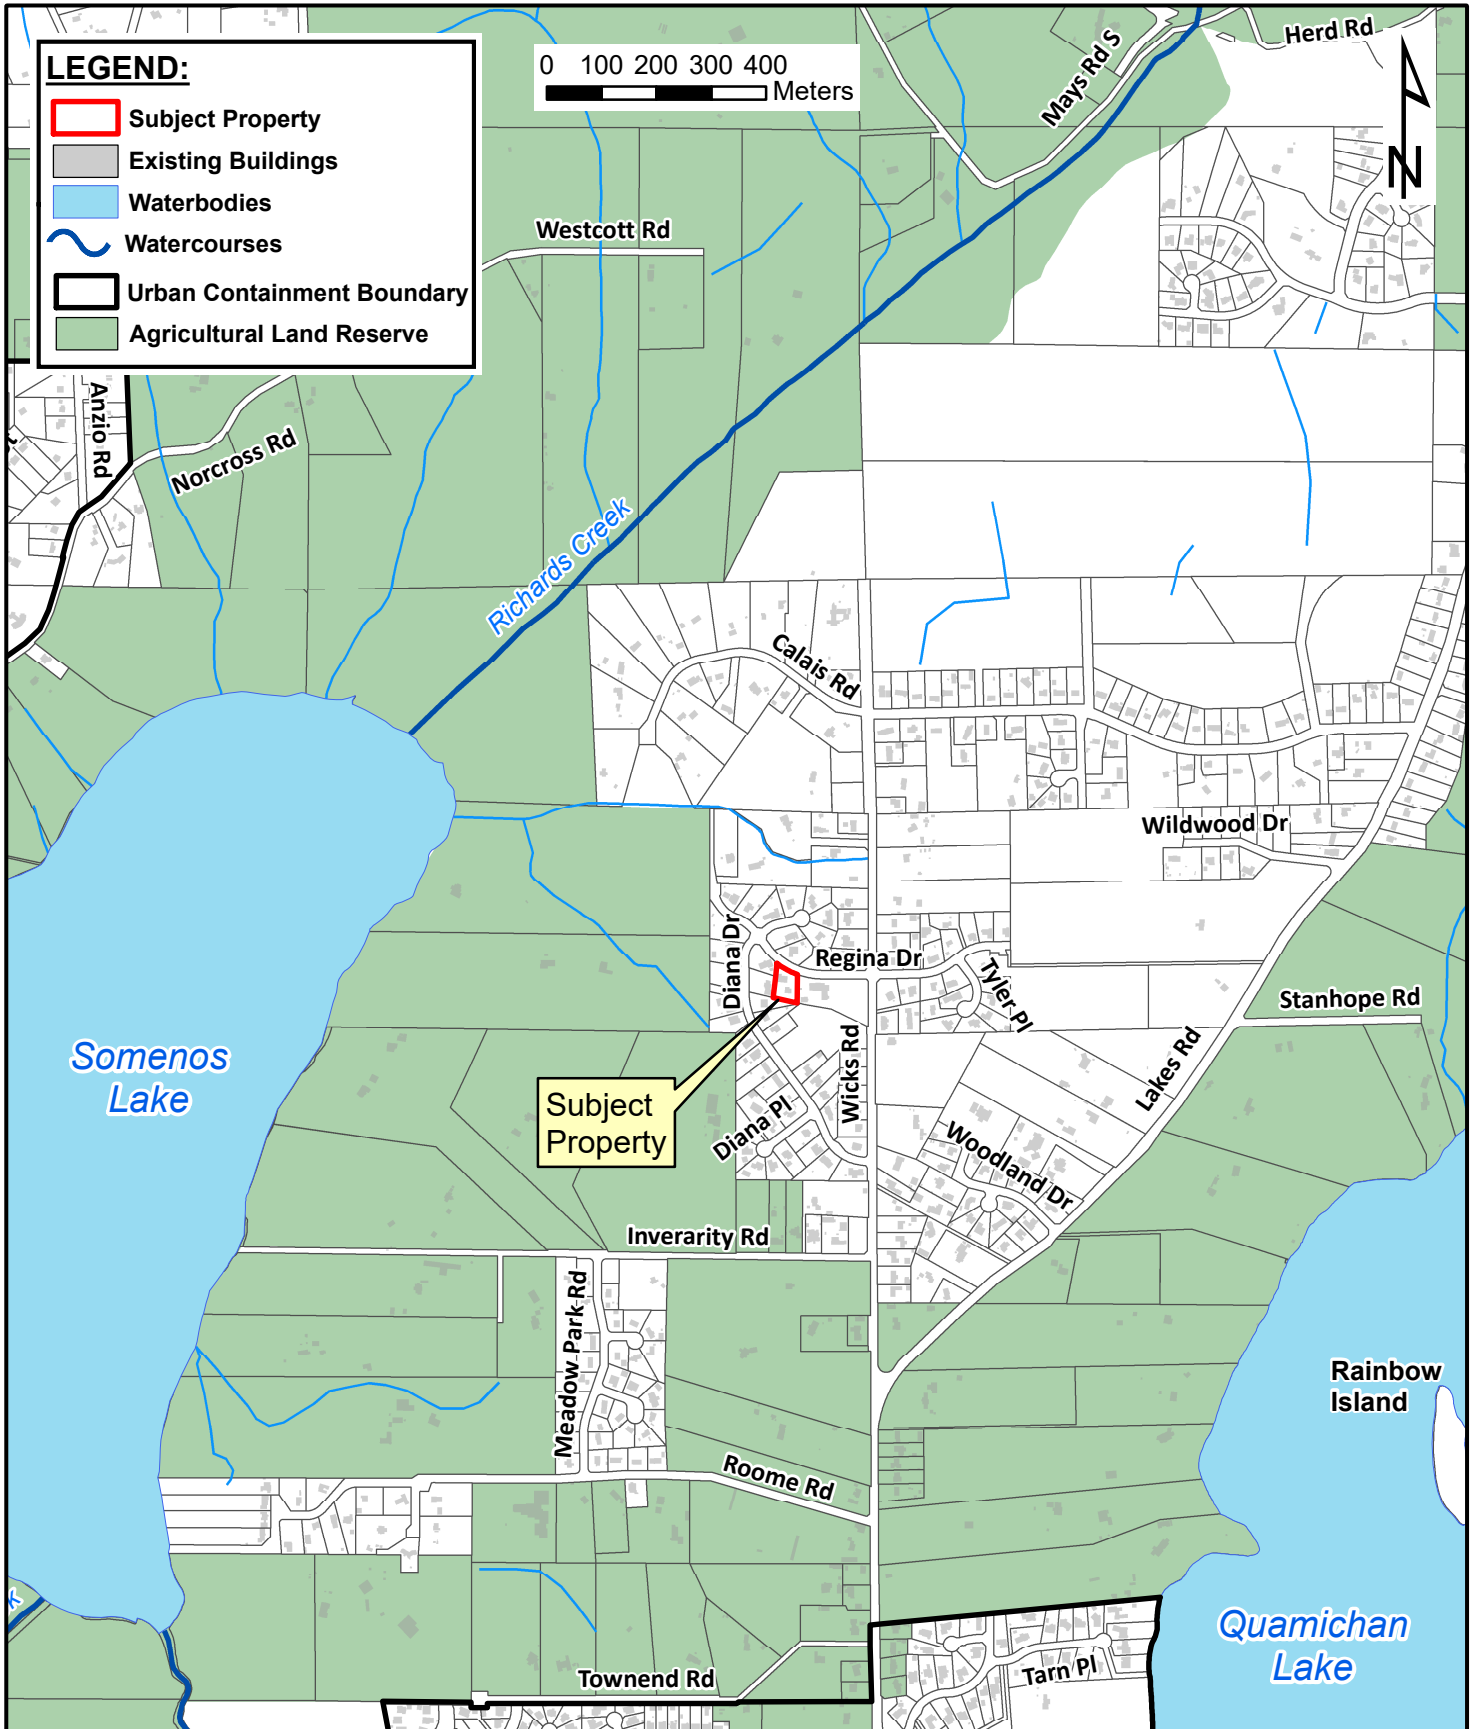 LEGEND:
Subject Property
Existing Buildings
Waterbodies
Watercourses
Urban Containment Boundary
Agricultural Land Reserve
0 100 200 300 400
Meters
Herd Rd
Mays Rd S
N
Westcott Rd
Anzio Rd
Norcross Rd
Richards Creek
Calais Rd
Wildwood Dr
Diana Dr
Regina Dr
Tyler Pl
Stanhope Rd
Somenos
Lake
Subject
Property
Wicks Rd
Lakes Rd
Diana Pl
Woodland Dr
Inverarity Rd
Meadow Park Rd
Rainbow
Island
Roome Rd
Quamichan
Lake
Tarn Pl
Townend Rd